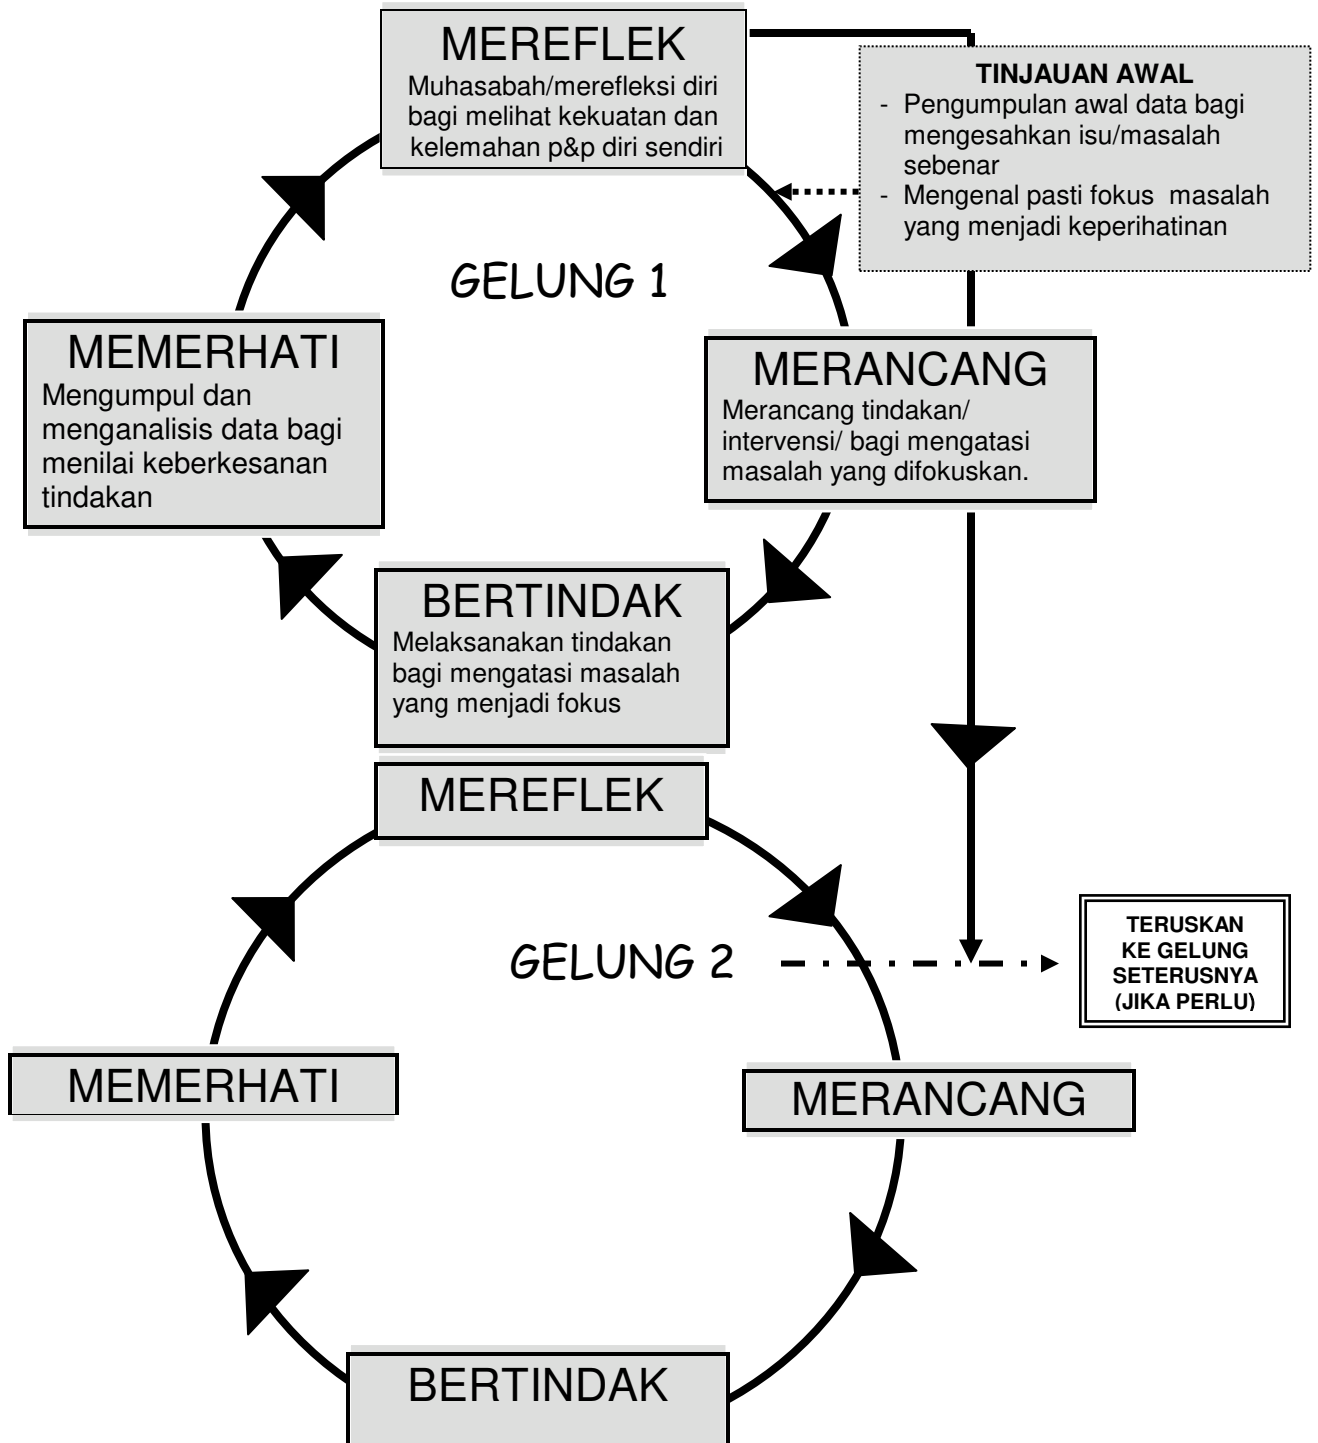 MEREFLEK
Muhasabah/merefleksi diri
bagi melihat kekuatan dan
kelemahan p&p diri sendiri
TINJAUAN AWAL
- Pengumpulan awal data bagi
mengesahkan isu/masalah
sebenar
- Mengenal pasti fokus masalah
yang menjadi keperihatinan
GELUNG 1
MEMERHATI
Mengumpul dan
menganalisis data bagi
menilai keberkesanan
tindakan
MERANCANG
Merancang tindakan/
intervensi/ bagi mengatasi
masalah yang difokuskan.
BERTINDAK
Melaksanakan tindakan
bagi mengatasi masalah
yang menjadi fokus
MEREFLEK
GELUNG 2
TERUSKAN
KE GELUNG
SETERUSNYA
(JIKA PERLU)
MEMERHATI
MERANCANG
BERTINDAK